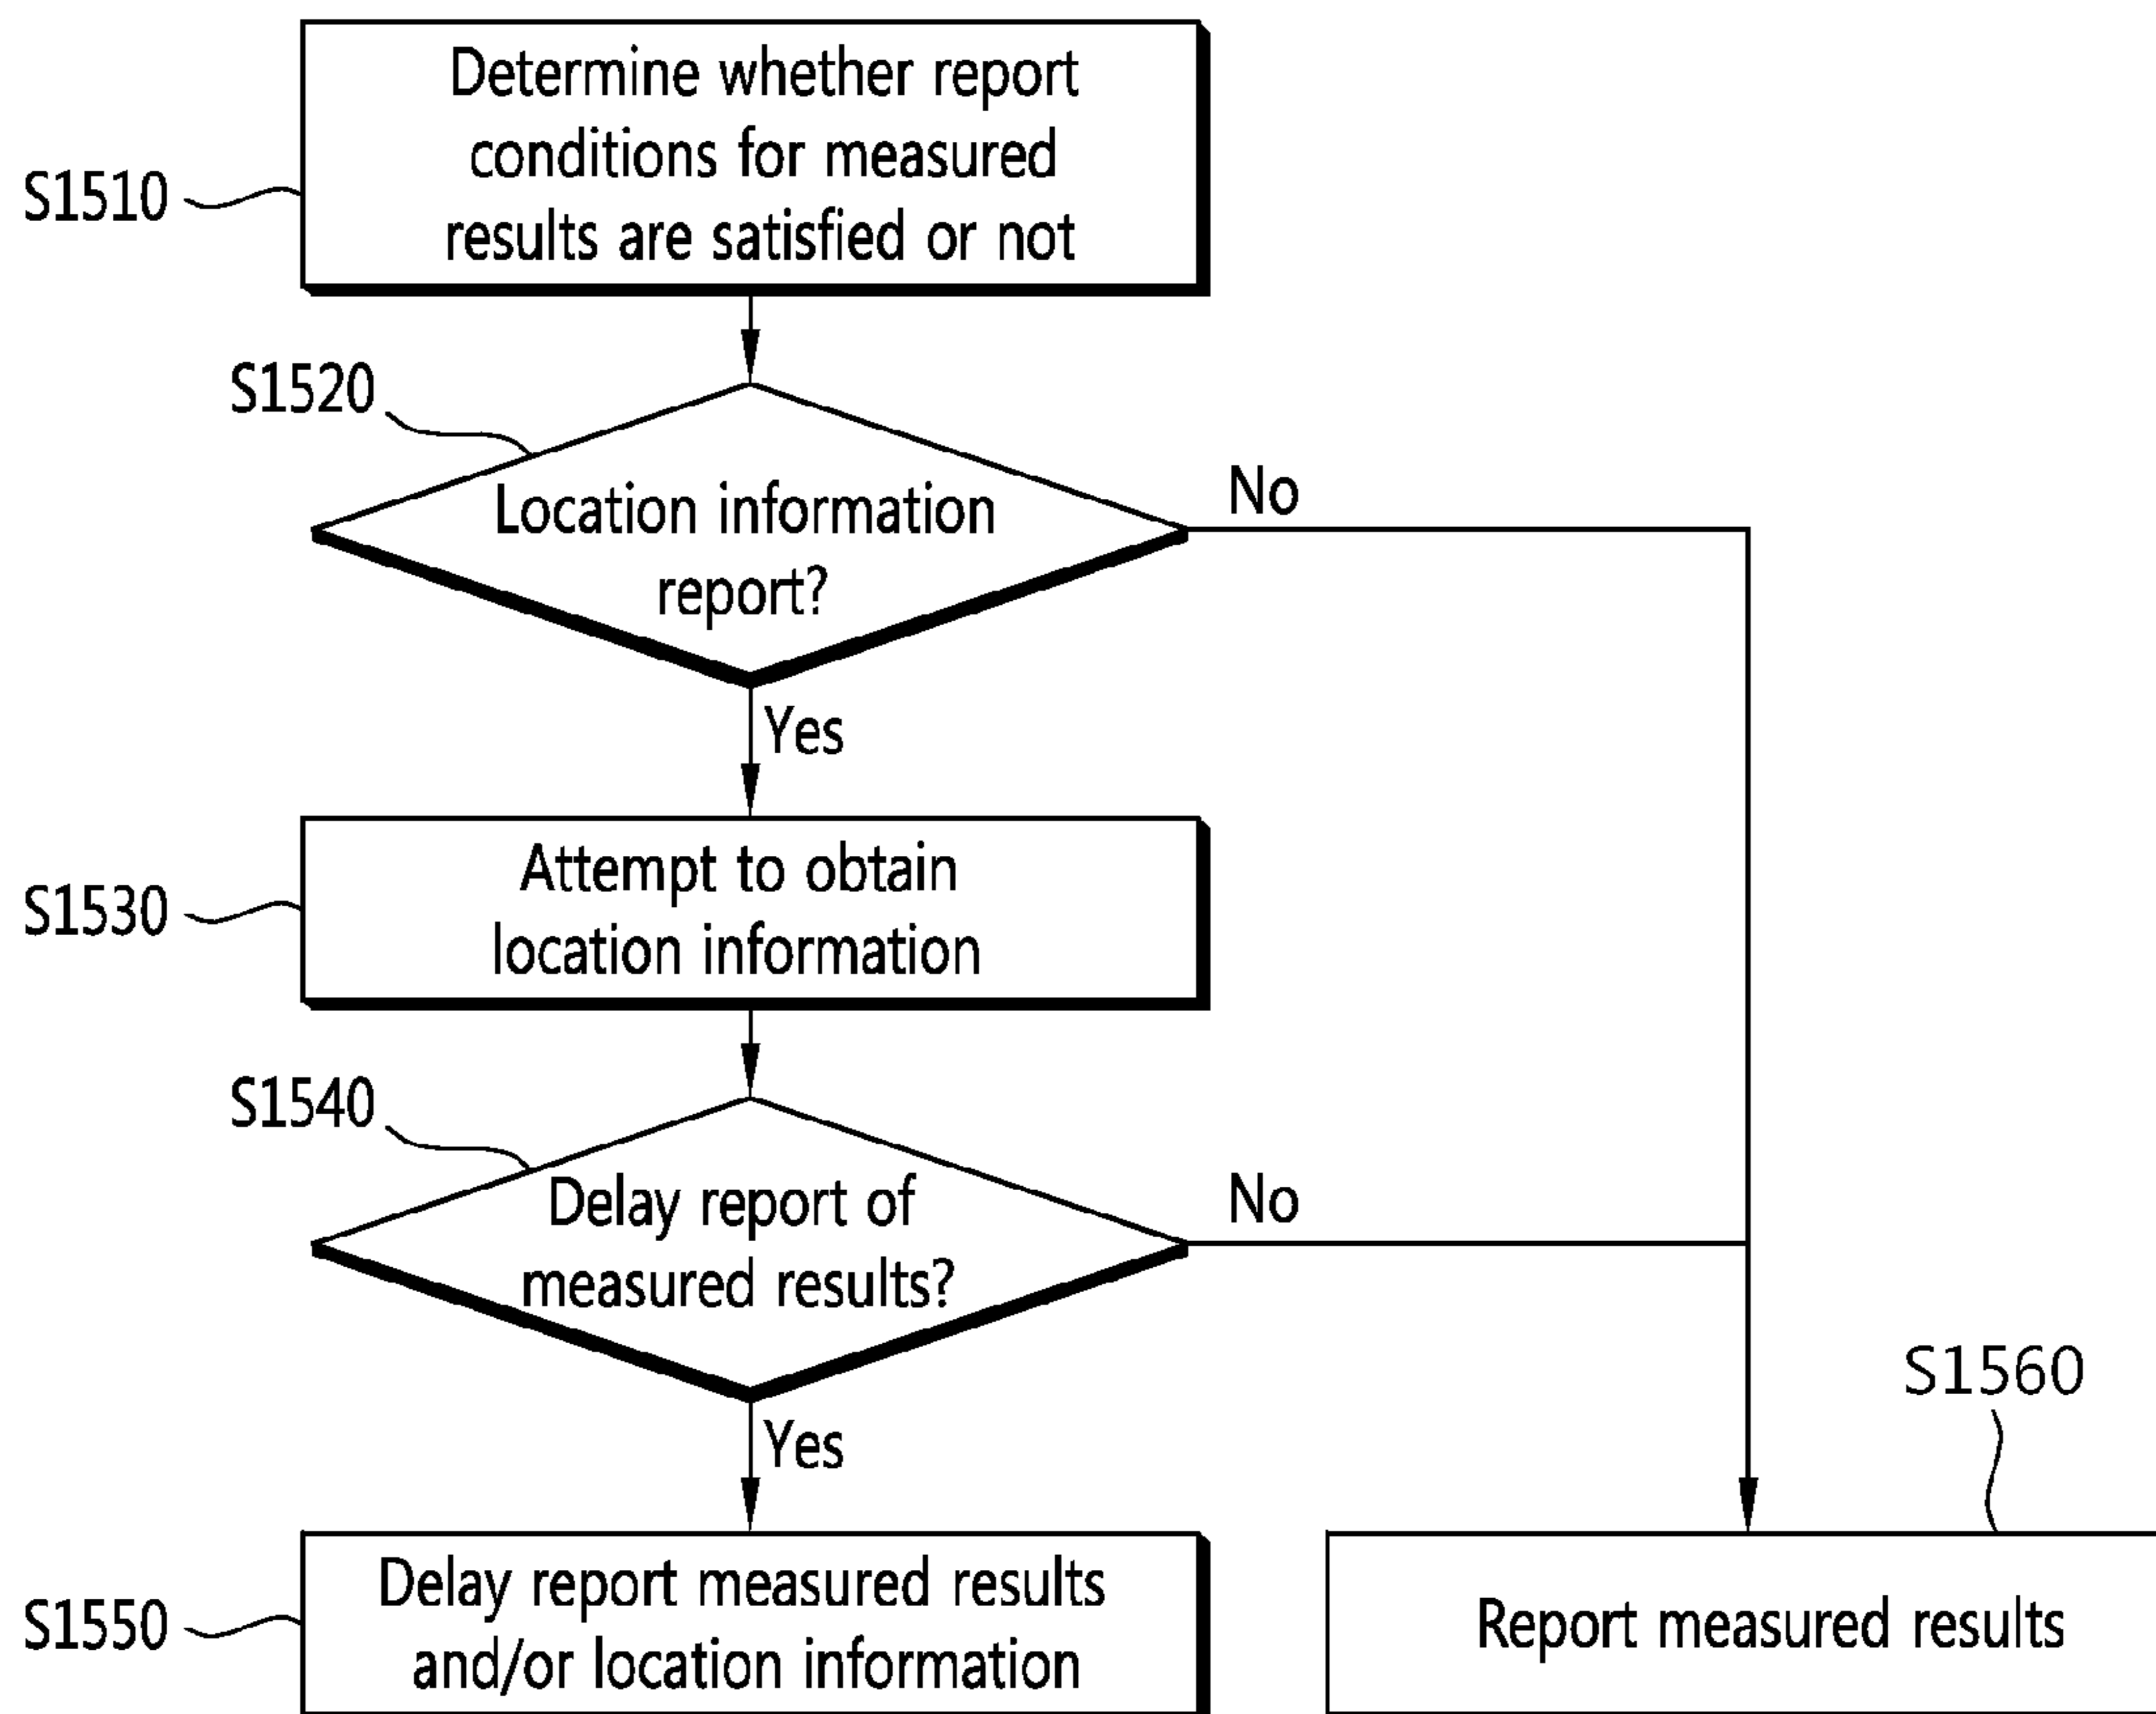 Determine whether report
conditions for measured
results are satisfied or not
S1510
S1520
Location information
report?
No
Yes
Attempt to obtain
location information
S1530
S1540
Delay report of
measured results?
No
Yes
S1560
Delay report measured results
and/or location information
S1550
Report measured results